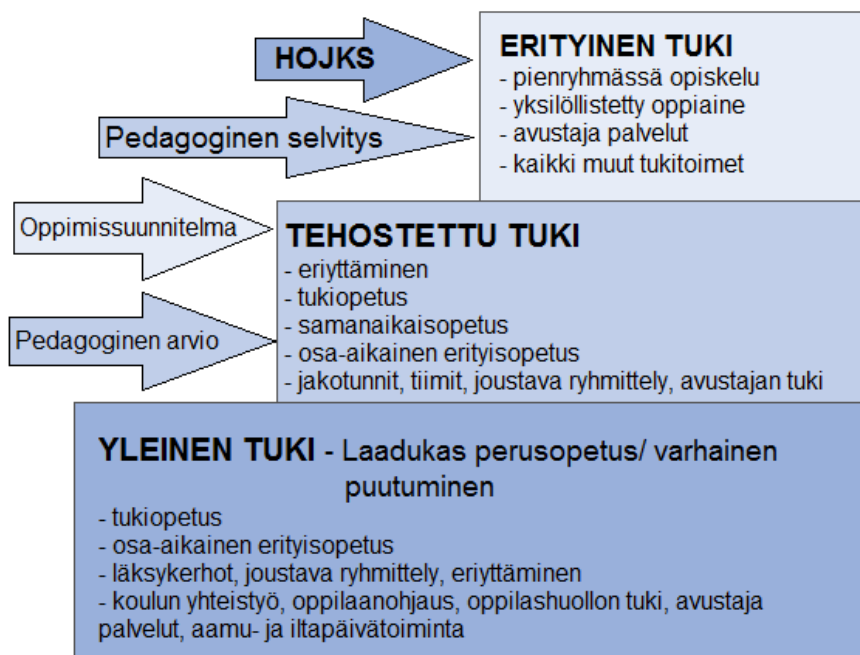 HOJKS
ERITYINEN TUKI
- pienryhmässä opiskelu
- yksilöllistetty oppiaine
- avustaja palvelut
- kaikki muut tukitoimet
Pedagoginen selvitys
Oppimissuunnitelma
TEHOSTETTU TUKI
- eriyttäminen
- tukiopetus
- samanaikaisopetus
- osa-aikainen erityisopetus
- jakotunnit, tiimit, joustava ryhmittely, avustajan tuki
Pedagoginen arvio
YLEINEN TUKI - Laadukas perusopetus/ varhainen
puutuminen
- tukiopetus
- osa-aikainen erityisopetus
- läksykerhot, joustava ryhmittely, eriyttäminen
- koulun yhteistyö, oppilaanohjaus, oppilashuollon tuki, avustaja
palvelut, aamu- ja iltapäivätoiminta